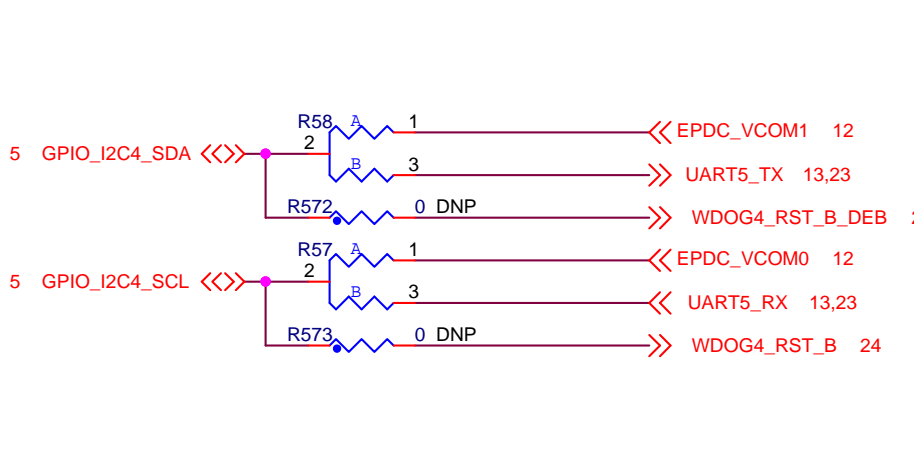 R58 A 1 EPDC_VCOM1 12
2
5 GPIO_I2C4_SDA
B 3 UART5_TX 13,23
R572 0 DNP WDOG4_RST_B_DEB
R57 A 1 EPDC_VCOM0 12
2
5 GPIO_I2C4_SCL
B 3 UART5_RX 13,23
R573 0 DNP WDOG4_RST_B 24